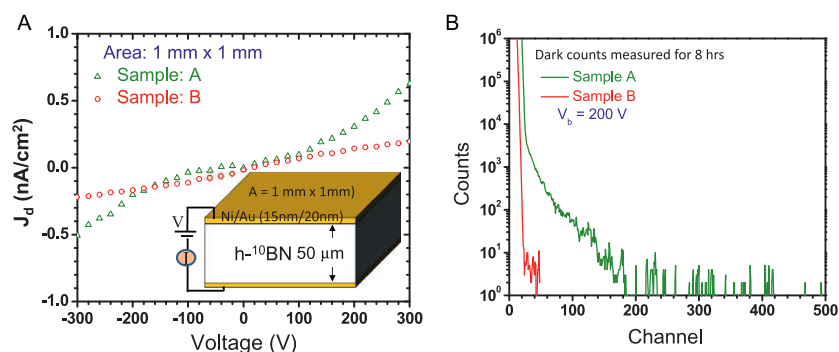 A
Area: 1 mm x 1mm
Sample: A
Sample: B
1.0
0.5
0.0
-0.5
-1.0
J_d (nA/cm²)
-300 -200 -100 0 100 200 300
Voltage (V)
A = 1 mm x 1mm)
Ni/Au (15nm/20nm)
h-¹⁰BN 50 μm
V
I
B
Dark counts measured for 8 hrs
Sample A
Sample B
V_b = 200 V
10⁶
10⁵
10⁴
10³
10²
10¹
10⁰
Counts
0 100 200 300 400 500
Channel